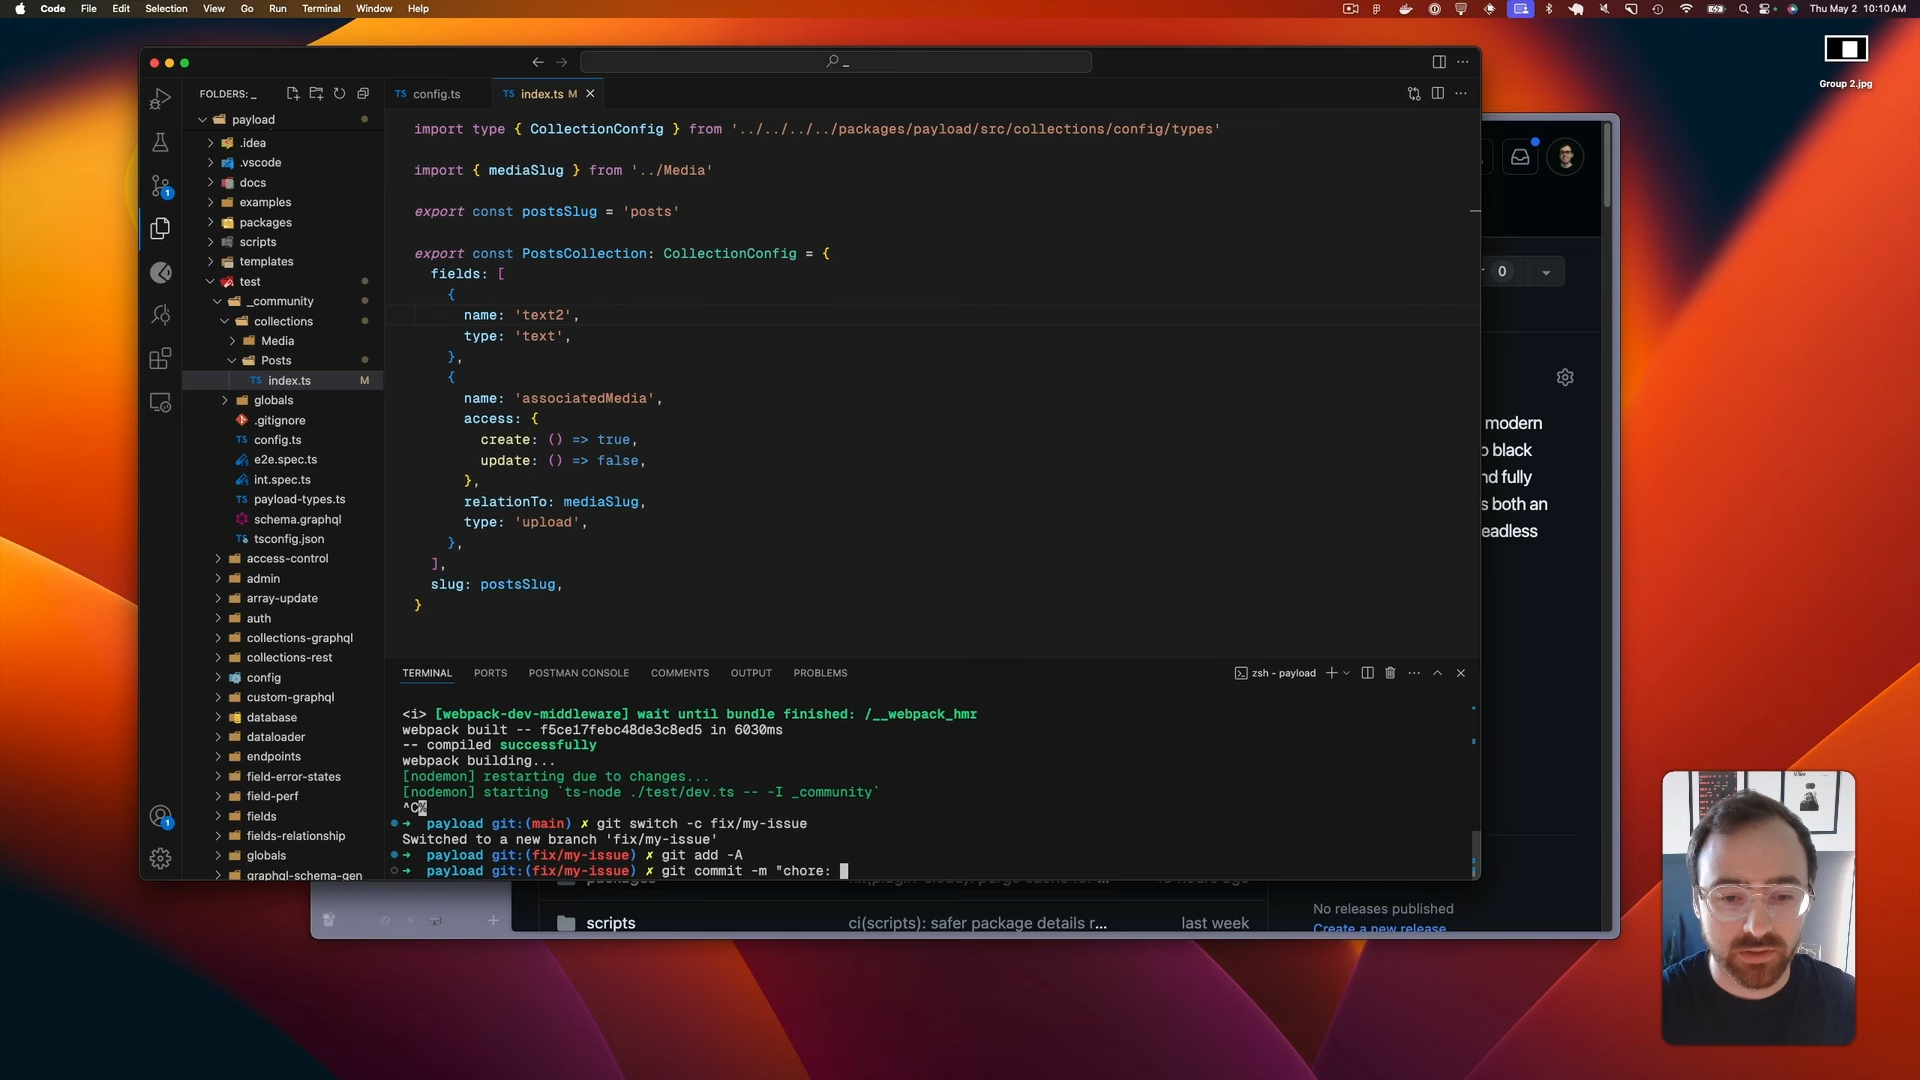 Code File Edit Selection View Go Run Terminal Window Help
Thu May 2 10:10 AM
Group 2.jpg
FOLDERS: _
payload
.idea
.vscode
docs
examples
packages
scripts
templates
test
_community
collections
Media
Posts
TS index.ts M
globals
.gitignore
TS config.ts
e2e.spec.ts
int.spec.ts
TS payload-types.ts
schema.graphql
TS tsconfig.json
access-control
admin
array-update
auth
collections-graphql
collections-rest
config
custom-graphql
database
dataloader
endpoints
field-error-states
field-perf
fields
fields-relationship
globals
graphql-schema-gen
1
1
TS config.ts
TS index.ts M
import type { CollectionConfig } from '../../../../packages/payload/src/collections/config/types'
import { mediaSlug } from '../Media'
export const postsSlug = 'posts'
export const PostsCollection: CollectionConfig = {
fields: [
{
name: 'text2',
type: 'text',
},
{
name: 'associatedMedia',
access: {
create: () => true,
update: () => false,
},
relationTo: mediaSlug,
type: 'upload',
},
],
slug: postsSlug,
}
TERMINAL PORTS POSTMAN CONSOLE COMMENTS OUTPUT PROBLEMS
zsh - payload
<i> [webpack-dev-middleware] wait until bundle finished: /__webpack_hmr
webpack built -- f5ce17febc48de3c8ed5 in 6030ms
-- compiled successfully
webpack building...
[nodemon] restarting due to changes...
[nodemon] starting `ts-node ./test/dev.ts -- -I _community`
^C%
➜ payload git:(main) ✗ git switch -c fix/my-issue
Switched to a new branch 'fix/my-issue'
➜ payload git:(fix/my-issue) ✗ git add -A
➜ payload git:(fix/my-issue) ✗ git commit -m "chore:
0
modern
black
nd fully
s both an
eadless
scripts
ci(scripts): safer package details r...
last week
No releases published
Create a new release